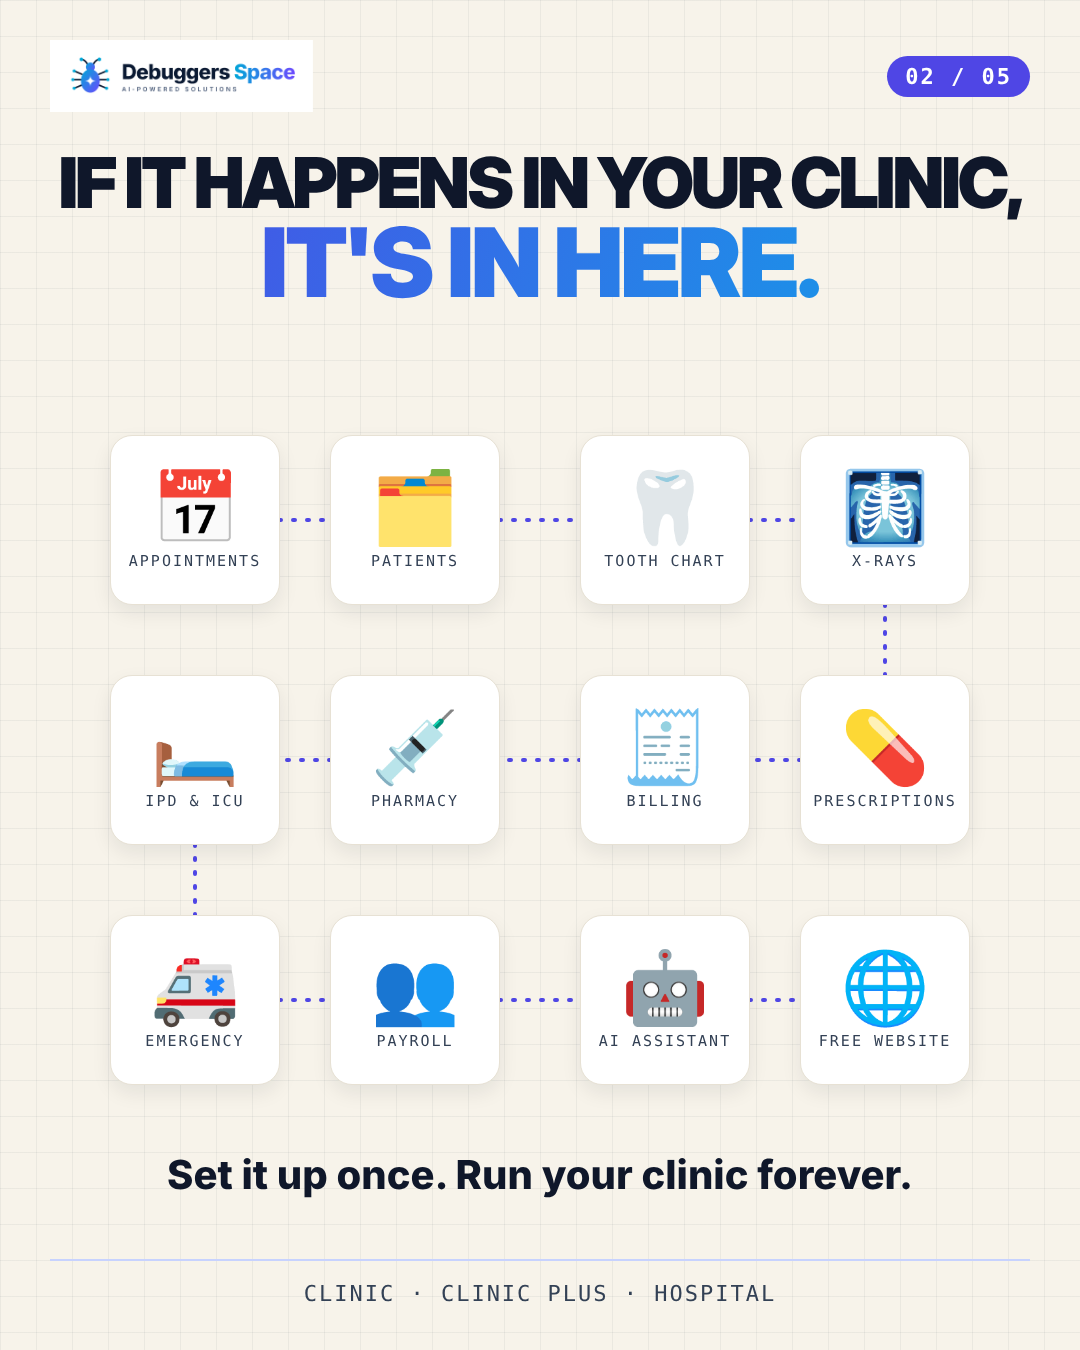 Debuggers Space
AI-POWERED SOLUTIONS
02 / 05
IF IT HAPPENS IN YOUR CLINIC,
IT'S IN HERE.
July
17
APPOINTMENTS
PATIENTS
TOOTH CHART
X-RAYS
IPD & ICU
PHARMACY
BILLING
PRESCRIPTIONS
EMERGENCY
PAYROLL
AI ASSISTANT
FREE WEBSITE
Set it up once. Run your clinic forever.
CLINIC · CLINIC PLUS · HOSPITAL